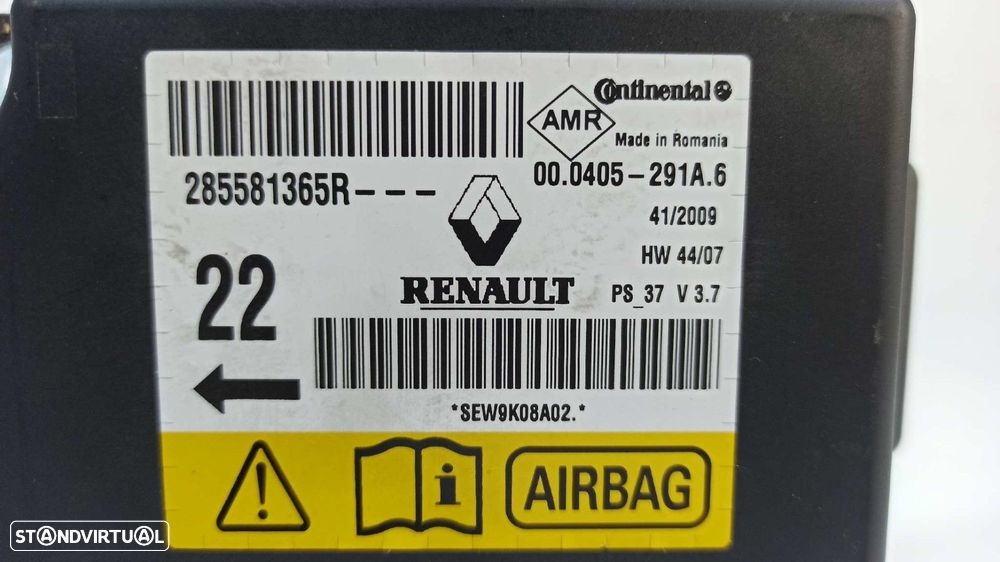 Continental
AMR
Made in Romania
285581365R---
00.0405-291A.6
41/2009
HW 44/07
22
RENAULT
PS_37 V 3.7
*SEW9K08A02.*
! i AIRBAG
STANDVIRTUAL